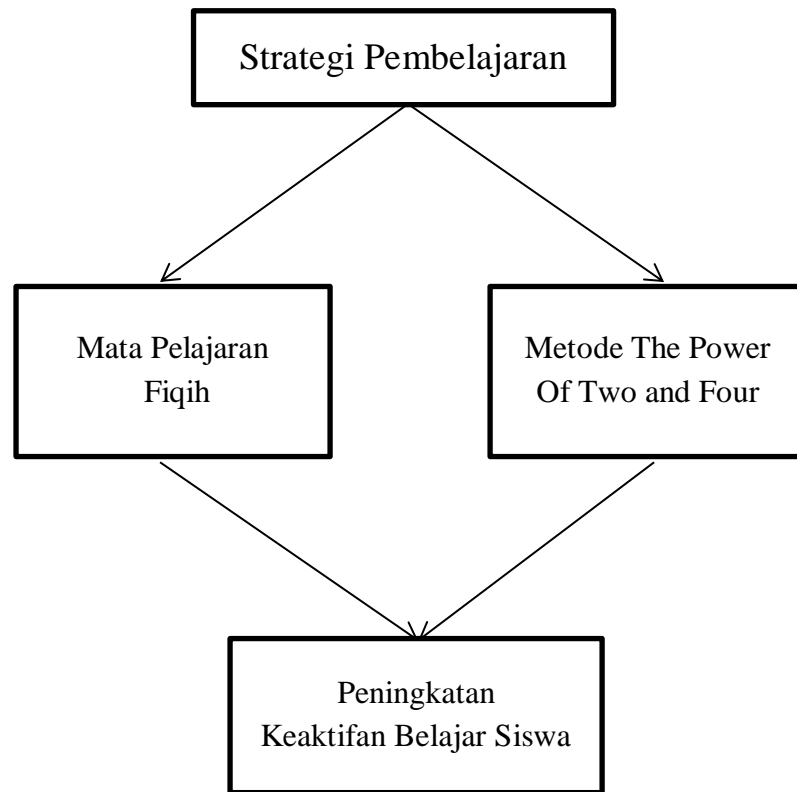 Strategi Pembelajaran
Mata Pelajaran
Fiqih
Metode The Power
Of Two and Four
Peningkatan
Keaktifan Belajar Siswa